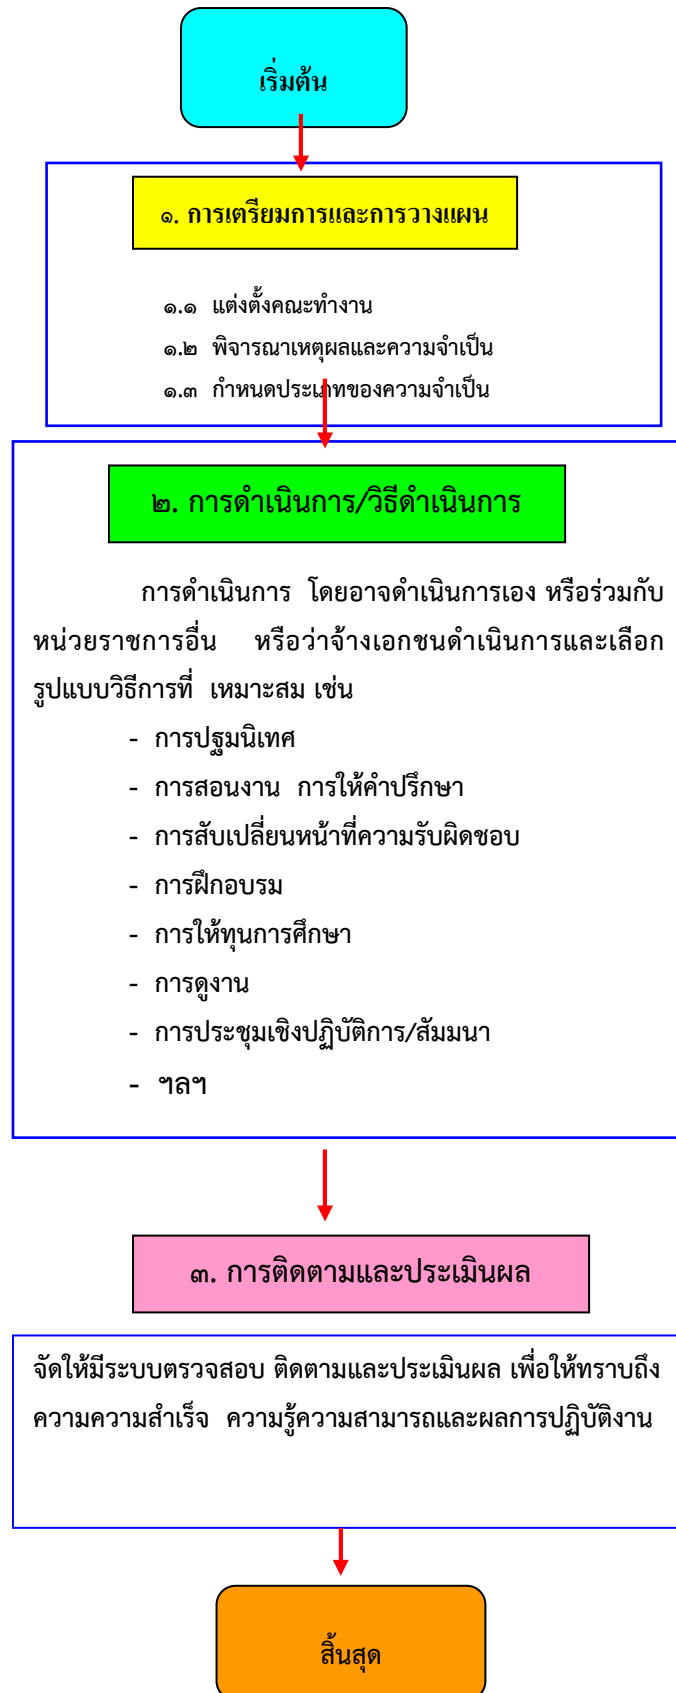 เริ่มต้น
๑. การเตรียมการและการวางแผน
๑.๑ แต่งตั้งคณะทำงาน
๑.๒ พิจารณาเหตุผลและความจำเป็น
๑.๓ กำหนดประเภทของความจำเป็น
๒. การดำเนินการ/วิธีดำเนินการ
การดำเนินการ โดยอาจดำเนินการเอง หรือร่วมกับ
หน่วยราชการอื่น หรือว่าจ้างเอกชนดำเนินการและเลือก
รูปแบบวิธีการที่ เหมาะสม เช่น
- การปฐมนิเทศ
- การสอนงาน การให้คำปรึกษา
- การสับเปลี่ยนหน้าที่ความรับผิดชอบ
- การฝึกอบรม
- การให้ทุนการศึกษา
- การดูงาน
- การประชุมเชิงปฏิบัติการ/สัมมนา
- ฯลฯ
๓. การติดตามและประเมินผล
จัดให้มีระบบตรวจสอบ ติดตามและประเมินผล เพื่อให้ทราบถึง
ความความสำเร็จ ความรู้ความสามารถและผลการปฏิบัติงาน
สิ้นสุด